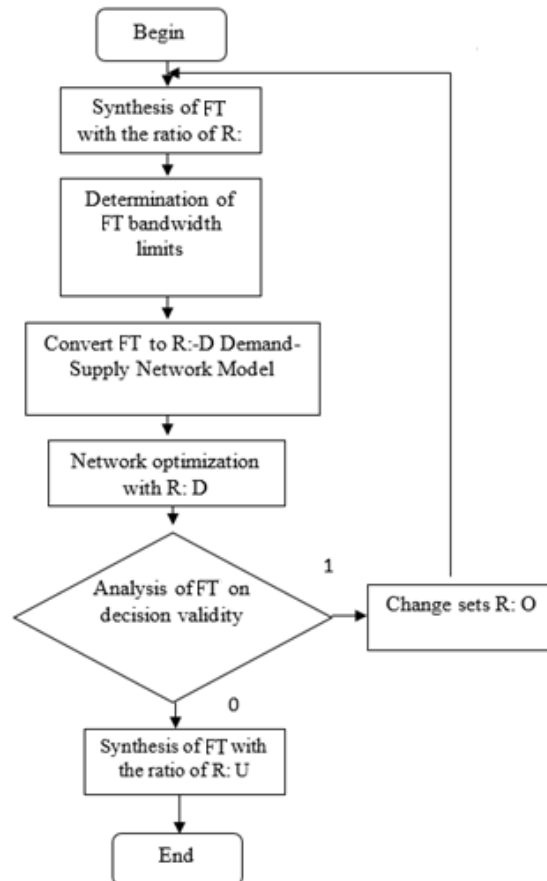 Begin
Synthesis of FT
with the ratio of R:
Determination of
FT bandwidth
limits
Convert FT to R:-D Demand-
Supply Network Model
Network optimization
with R: D
Analysis of FT on
decision validity
1
Change sets R: O
0
Synthesis of FT with
the ratio of R: U
End